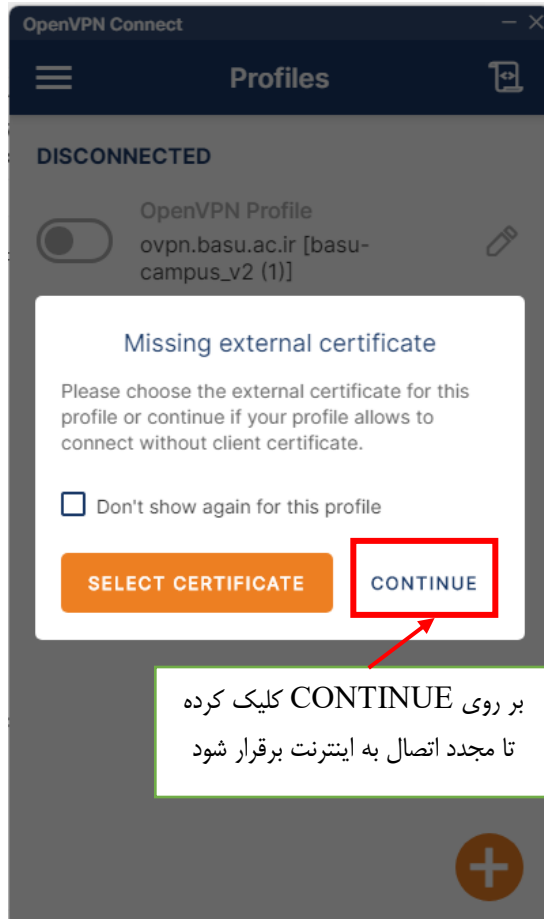 OpenVPN Connect
Profiles
DISCONNECTED
OpenVPN Profile
ovpn.basu.ac.ir [basu-
campus_v2 (1)]
Missing external certificate
Please choose the external certificate for this
profile or continue if your profile allows to
connect without client certificate.
Don't show again for this profile
SELECT CERTIFICATE
CONTINUE
بر روی CONTINUE کلیک کرده
تا مجدد اتصال به اینترنت برقرار شود